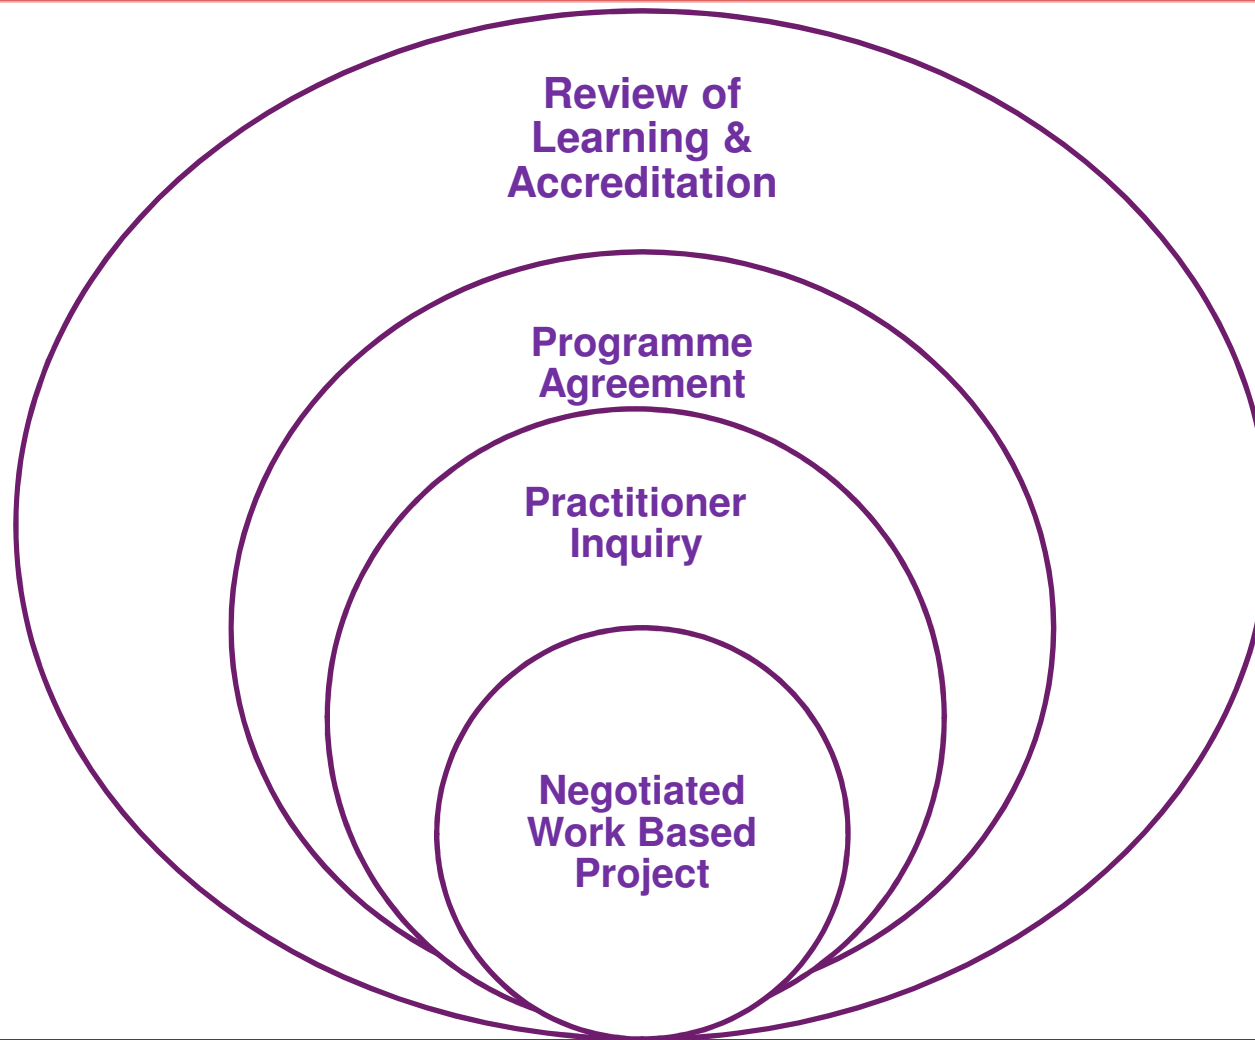 Review of
Learning &
Accreditation
Programme
Agreement
Practitioner
Inquiry
Negotiated
Work Based
Project